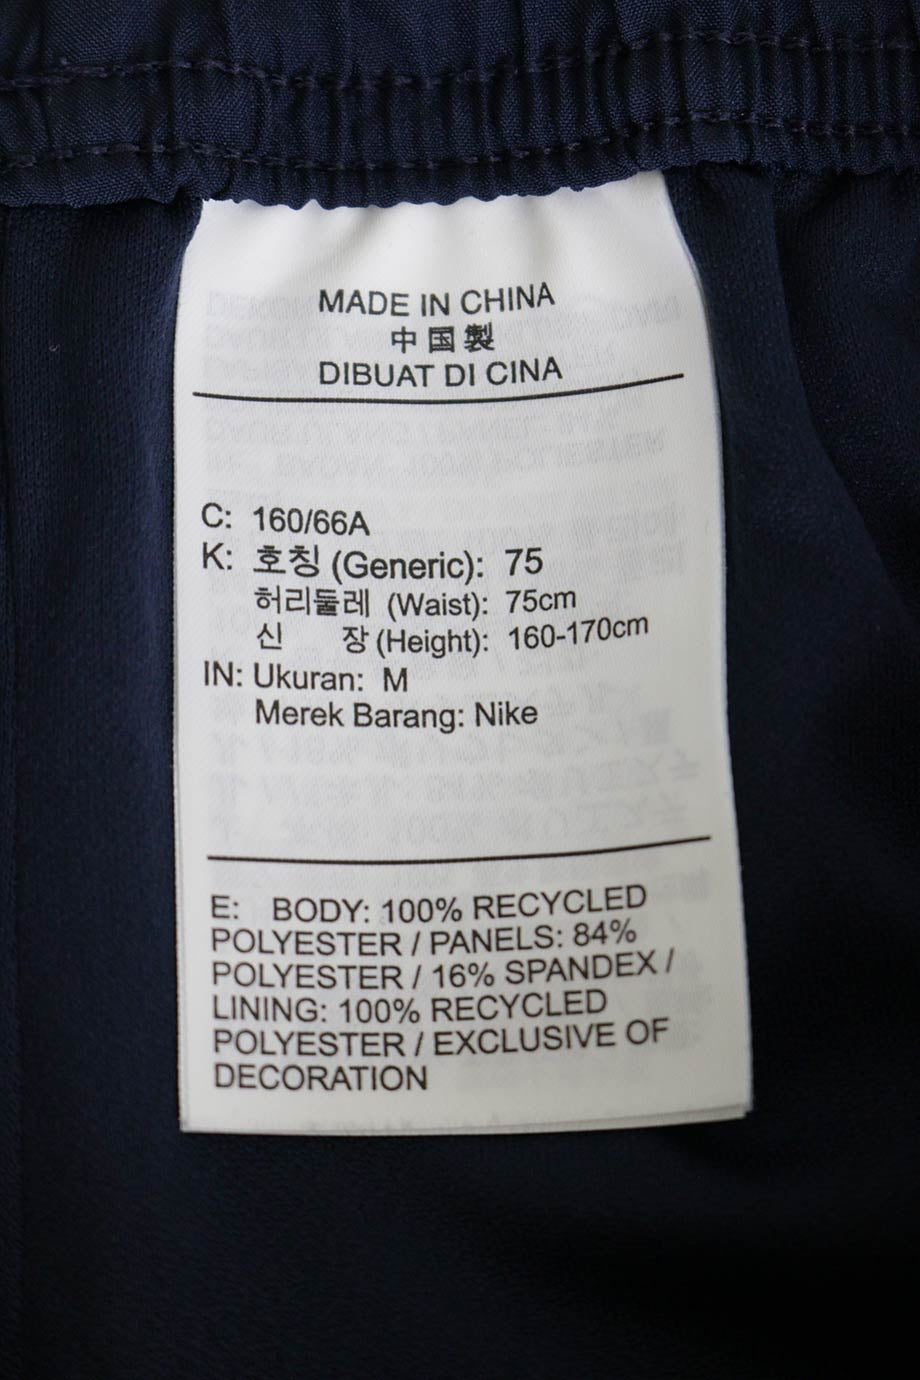 MADE IN CHINA
中国製
DIBUAT DI CINA
C: 160/66A
K: 호칭 (Generic): 75
허리둘레 (Waist): 75cm
신 장 (Height): 160-170cm
IN: Ukuran: M
Merek Barang: Nike
E: BODY: 100% RECYCLED
POLYESTER / PANELS: 84%
POLYESTER / 16% SPANDEX /
LINING: 100% RECYCLED
POLYESTER / EXCLUSIVE OF
DECORATION